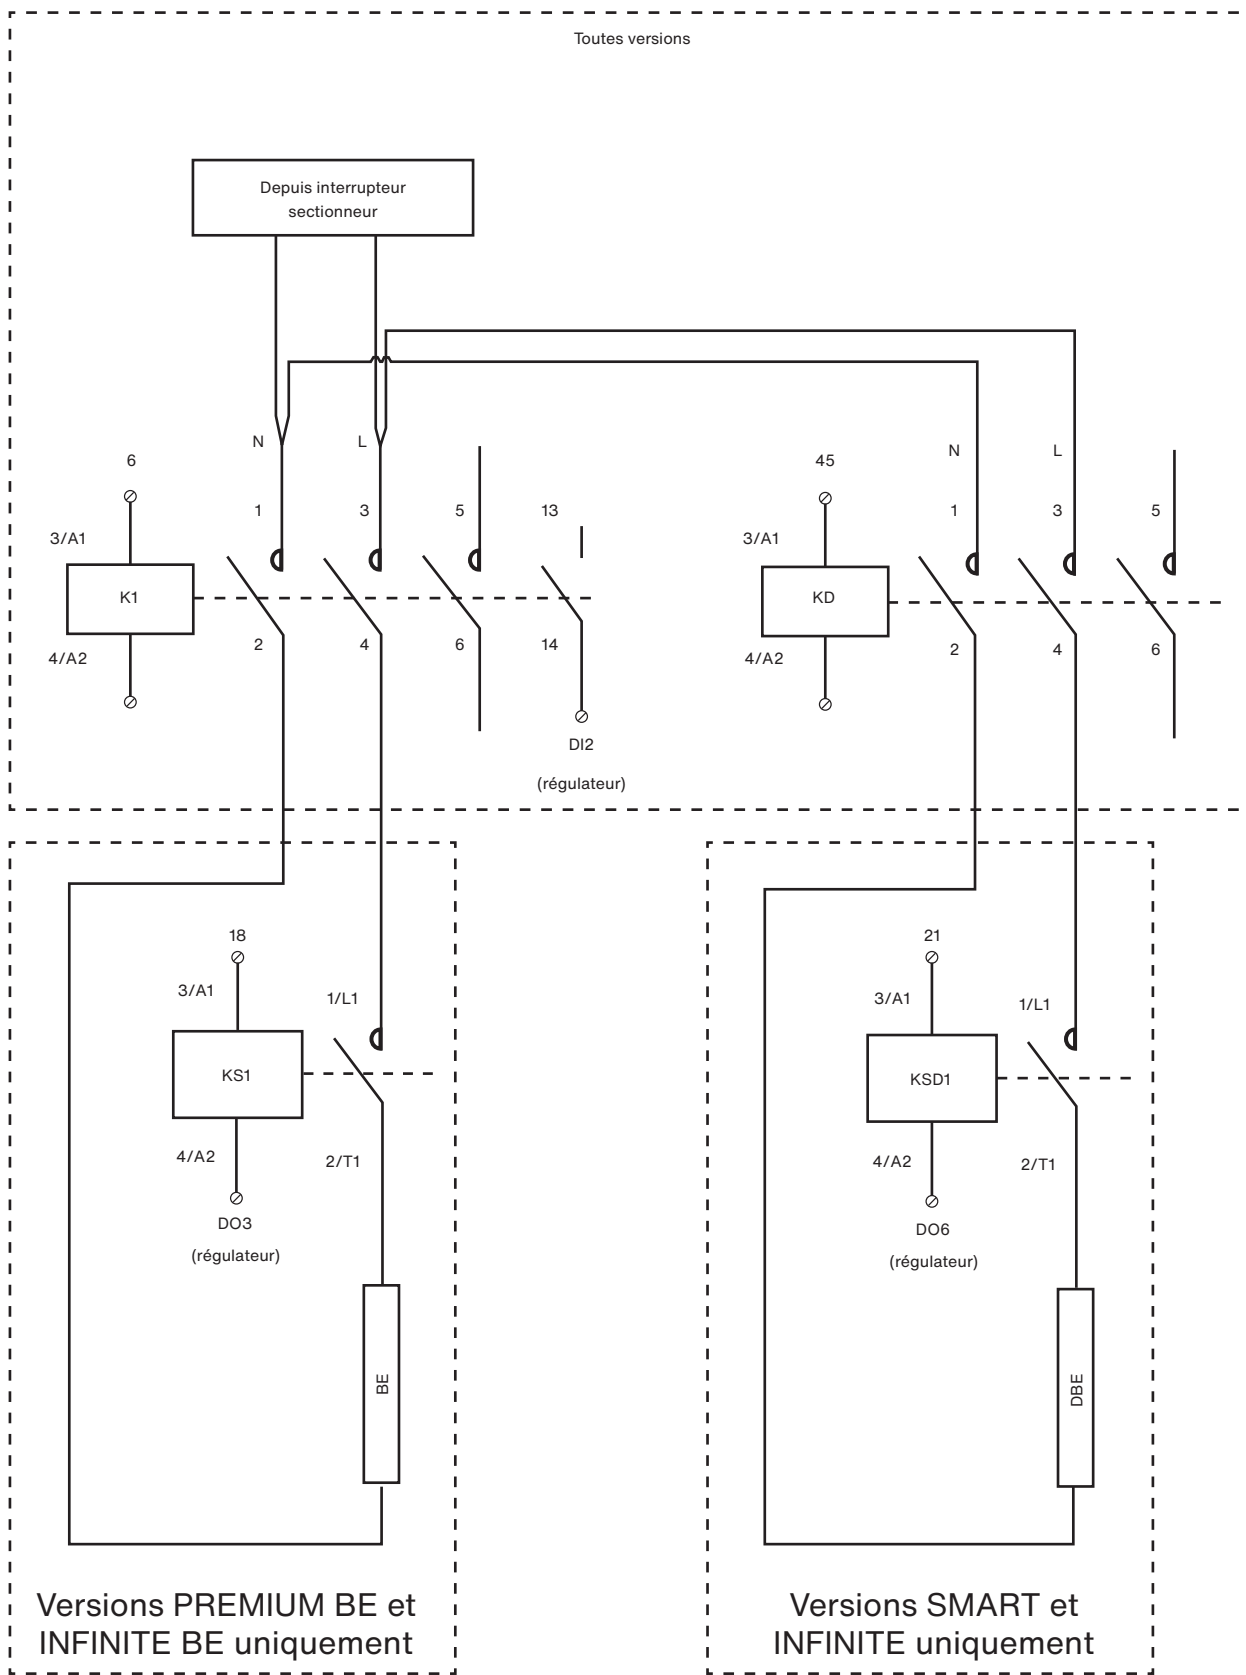 Toutes versions
Depuis interrupteur
sectionneur
N
L
N
L
6
45
1
3
5
13
1
3
5
3/A1
3/A1
K1
KD
2
4
6
14
2
4
6
4/A2
4/A2
DI2
(régulateur)
18
21
3/A1
1/L1
3/A1
1/L1
KS1
KSD1
4/A2
2/T1
4/A2
2/T1
DO3
(régulateur)
DO6
(régulateur)
BE
DBE
Versions PREMIUM BE et
INFINITE BE uniquement
Versions SMART et
INFINITE uniquement